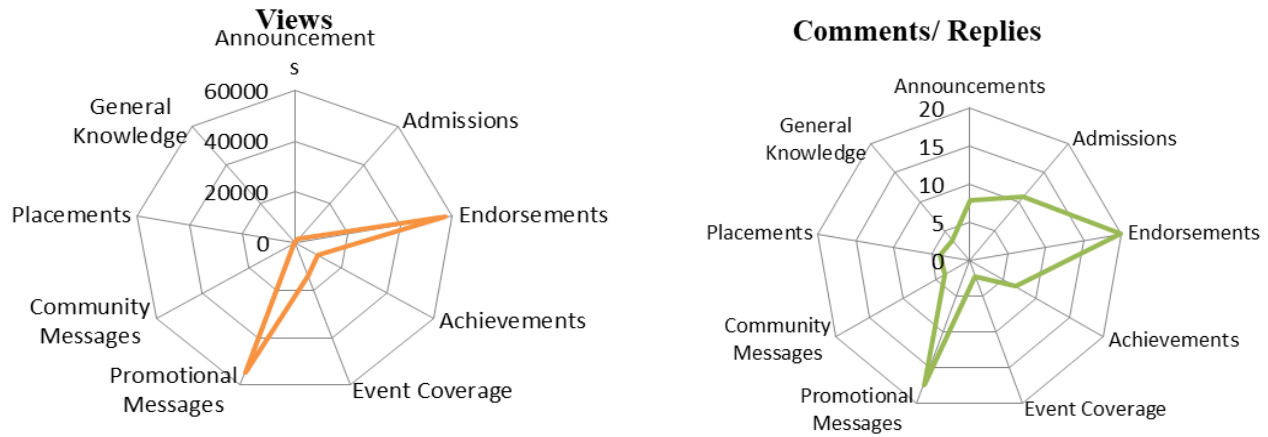 Views
Announcement
s
60000
40000
20000
0
General
Knowledge
Admissions
Placements
Endorsements
Community
Messages
Achievements
Promotional
Messages
Event Coverage
Comments/ Replies
Announcements
20
15
10
5
0
General
Knowledge
Admissions
Placements
Endorsements
Community
Messages
Achievements
Promotional
Messages
Event Coverage